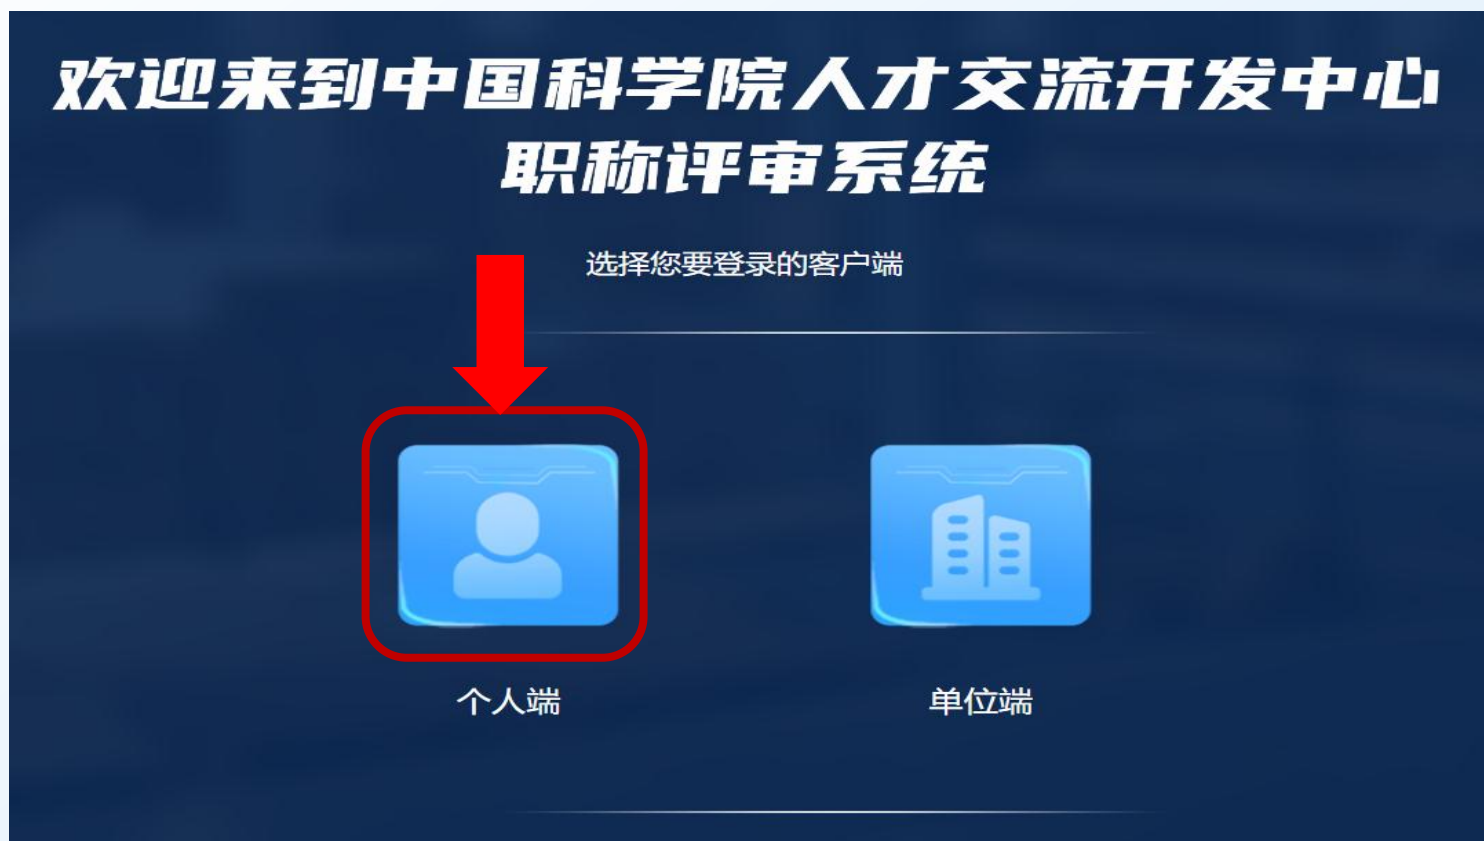 欢迎来到中国科学院人才交流开发中心
职称评审系统
选择您要登录的客户端
个人端
单位端